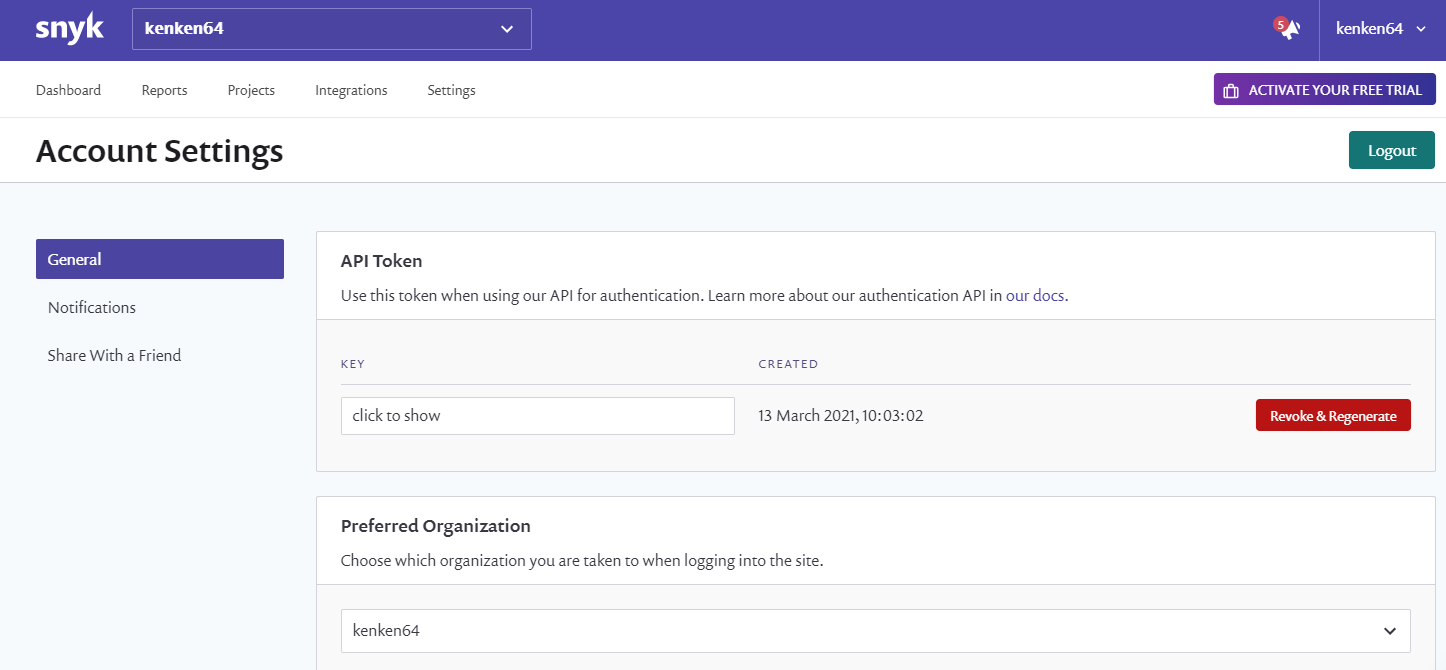 snyk kenken64 5 kenken64
Dashboard Reports Projects Integrations Settings ACTIVATE YOUR FREE TRIAL
Account Settings Logout
General
Notifications
Share With a Friend
API Token
Use this token when using our API for authentication. Learn more about our authentication API in our docs.
KEY CREATED
click to show 13 March 2021, 10:03:02 Revoke & Regenerate
Preferred Organization
Choose which organization you are taken to when logging into the site.
kenken64